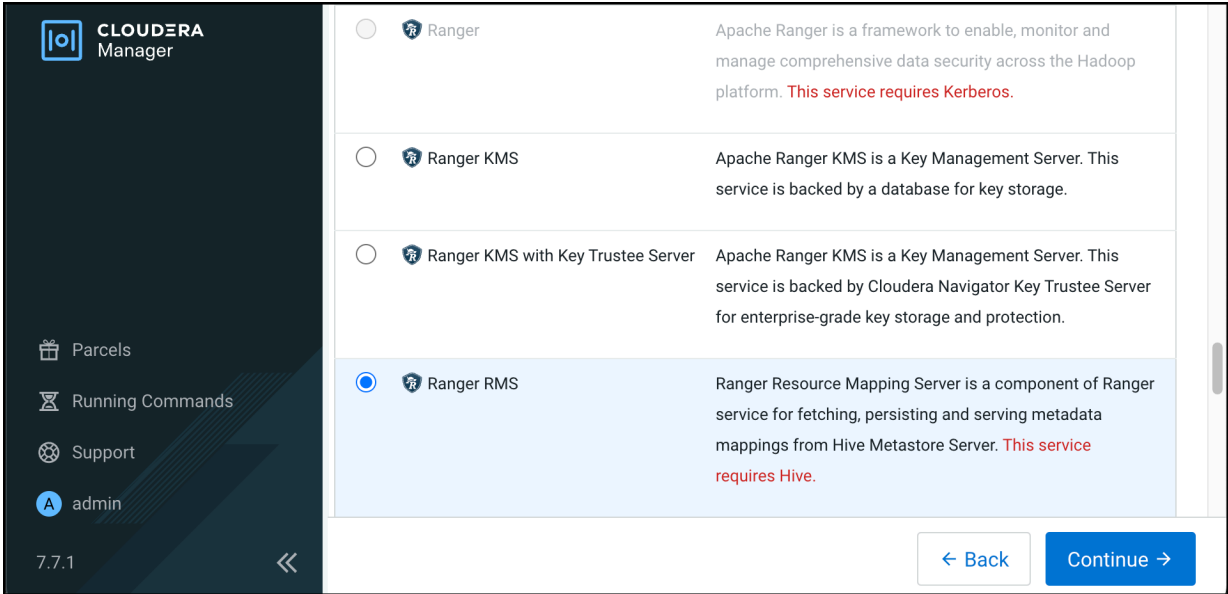 CLOUDERA
Manager
Parcels
Running Commands
Support
A admin
7.7.1
Ranger
Apache Ranger is a framework to enable, monitor and
manage comprehensive data security across the Hadoop
platform. This service requires Kerberos.
Ranger KMS
Apache Ranger KMS is a Key Management Server. This
service is backed by a database for key storage.
Ranger KMS with Key Trustee Server
Apache Ranger KMS is a Key Management Server. This
service is backed by Cloudera Navigator Key Trustee Server
for enterprise-grade key storage and protection.
Ranger RMS
Ranger Resource Mapping Server is a component of Ranger
service for fetching, persisting and serving metadata
mappings from Hive Metastore Server. This service
requires Hive.
← Back
Continue →